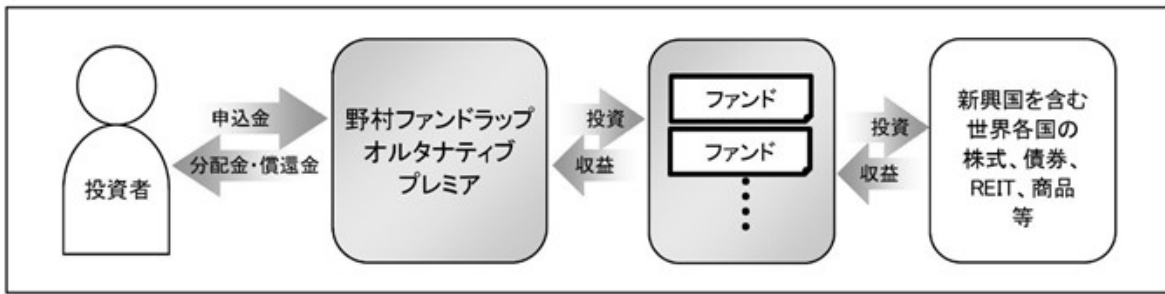 投資者
申込金
分配金・償還金
野村ファンドラップ
オルタナティブ
プレミア
投資
収益
ファンド
ファンド
投資
収益
新興国を含む
世界各国の
株式、債券、
REIT、商品
等